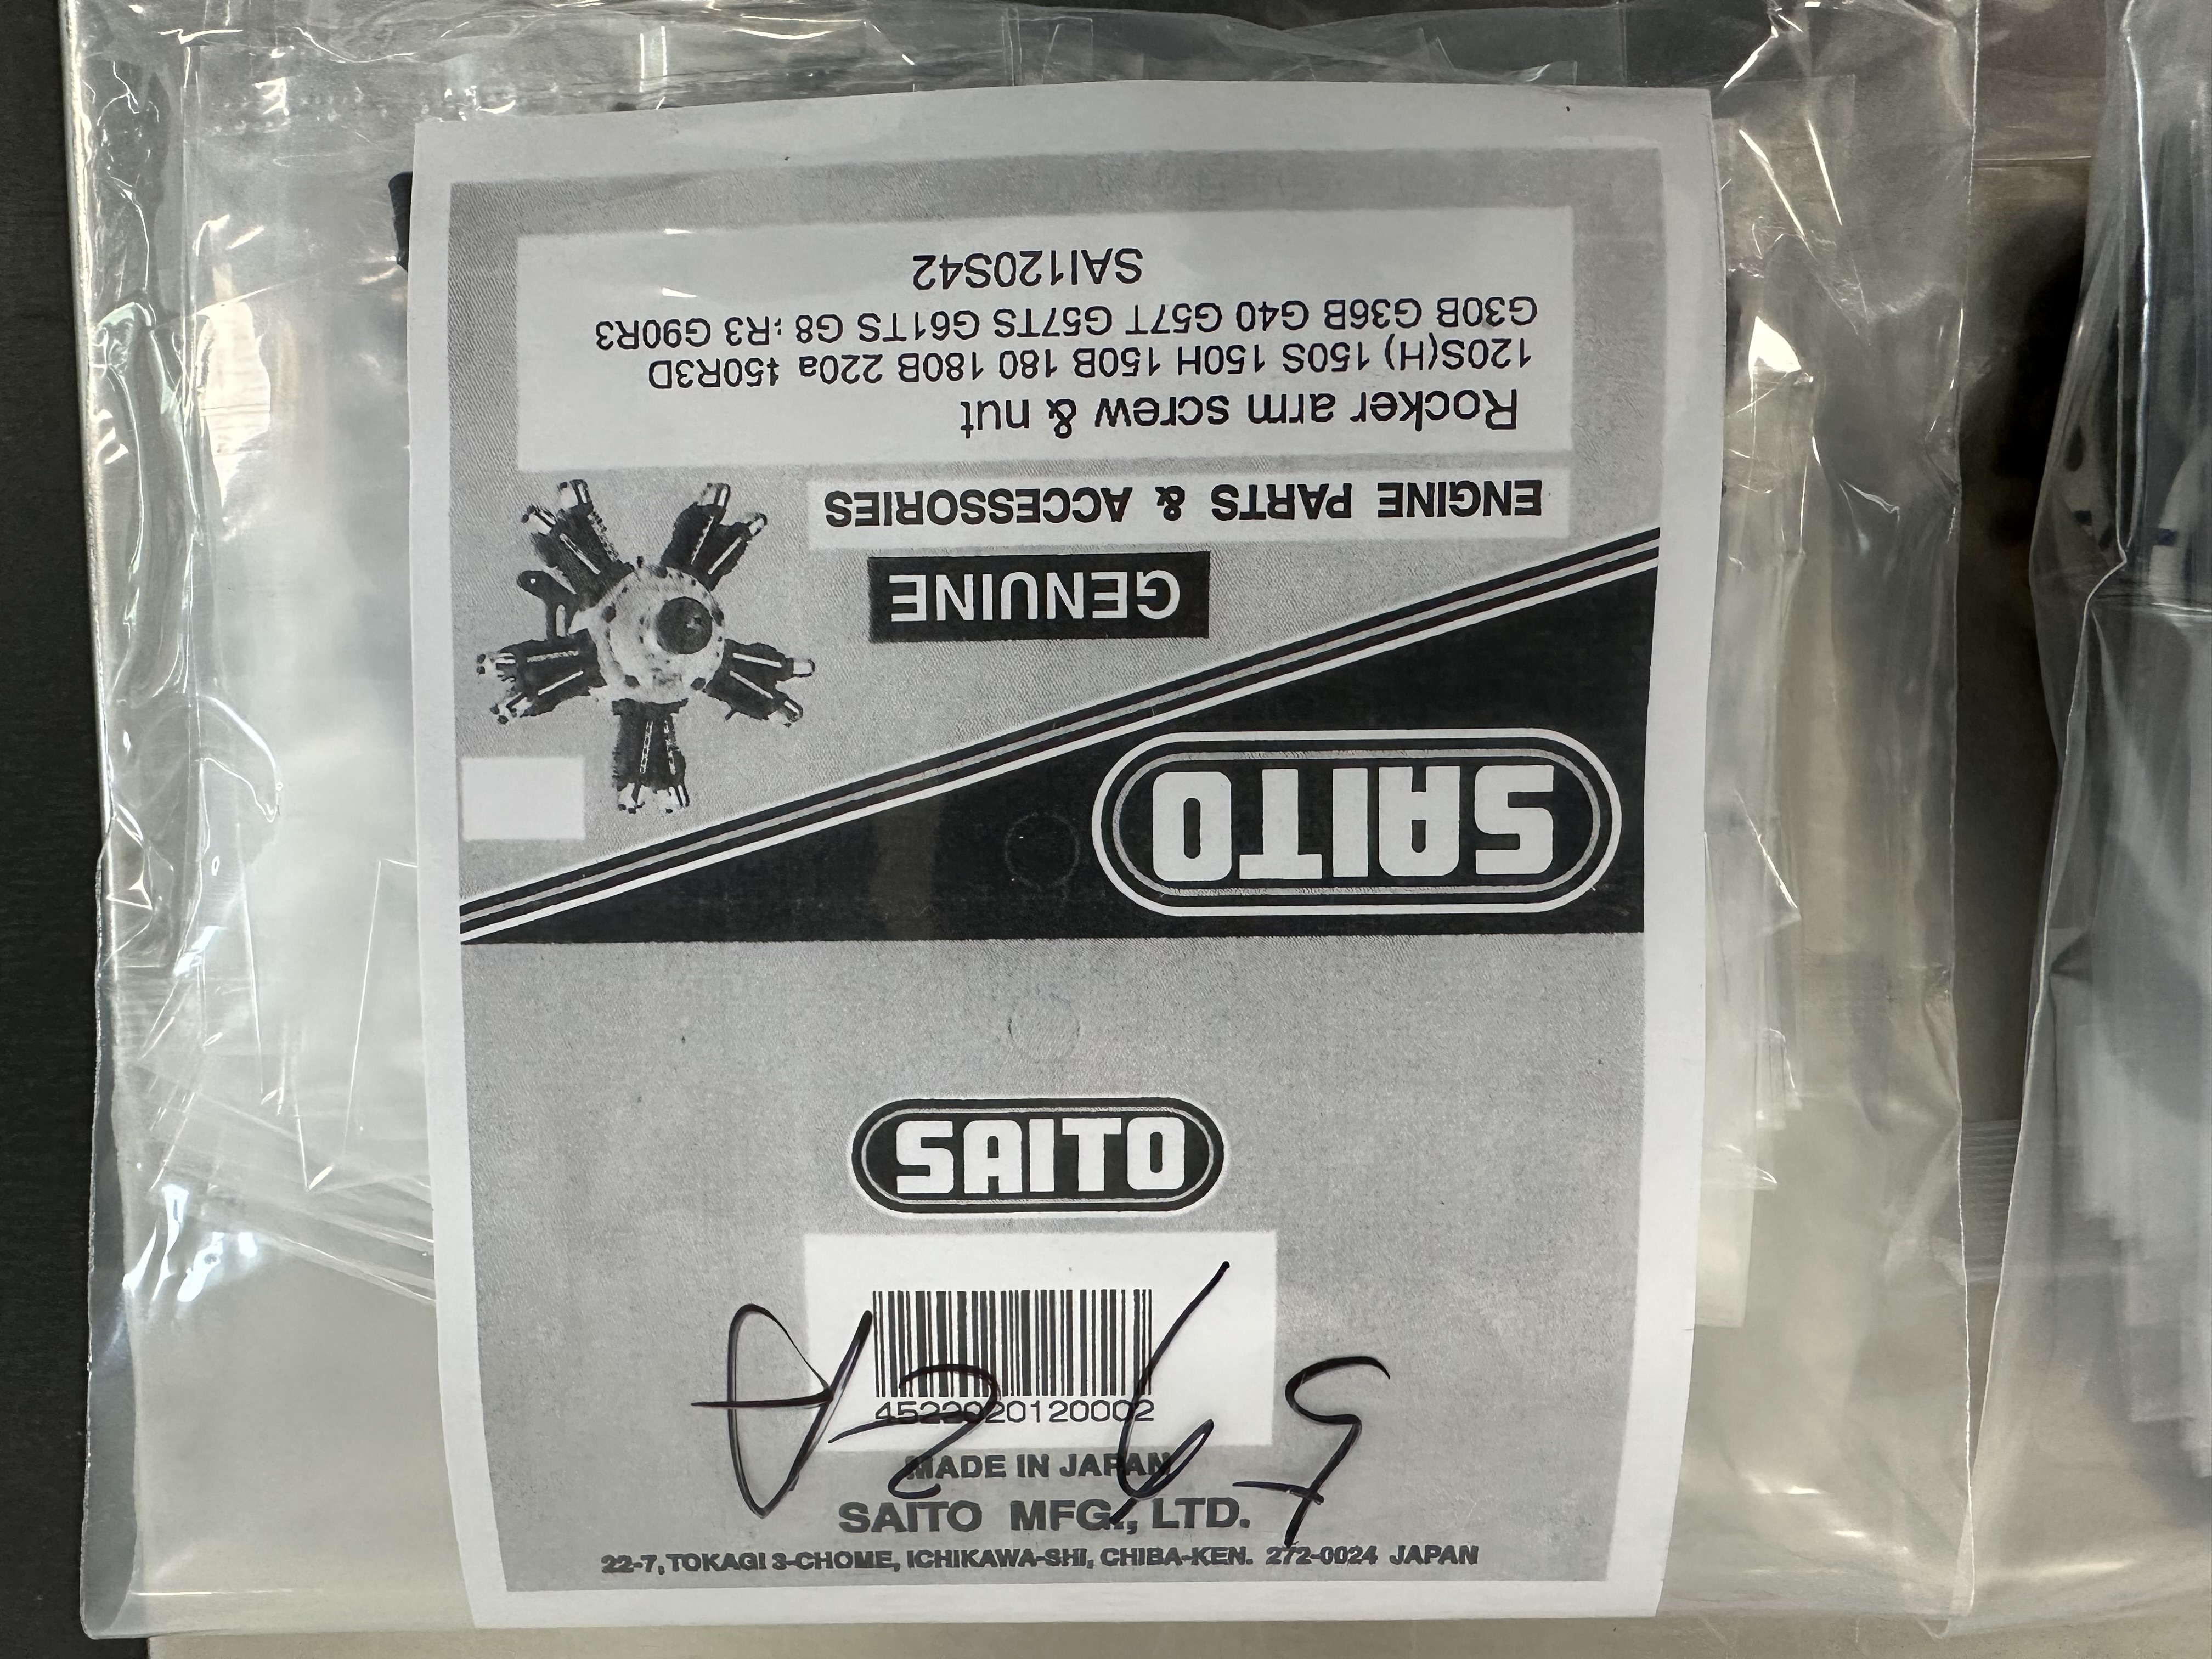 SAI120S42
G30B G36B G40 G57T G57TS G61TS G8 R3 G90R3
120S(H) 150S 150H 150B 180 180B 220a 450R3D
Rocker arm screw & nut
ENGINE PARTS & ACCESSORIES
GENUINE
SAITO
SAITO
4522020120002
MADE IN JAPAN
SAITO MFG., LTD.
22-7, TOKAGI 3-CHOME, ICHIKAWA-SHI, CHIBA-KEN. 272-0024 JAPAN